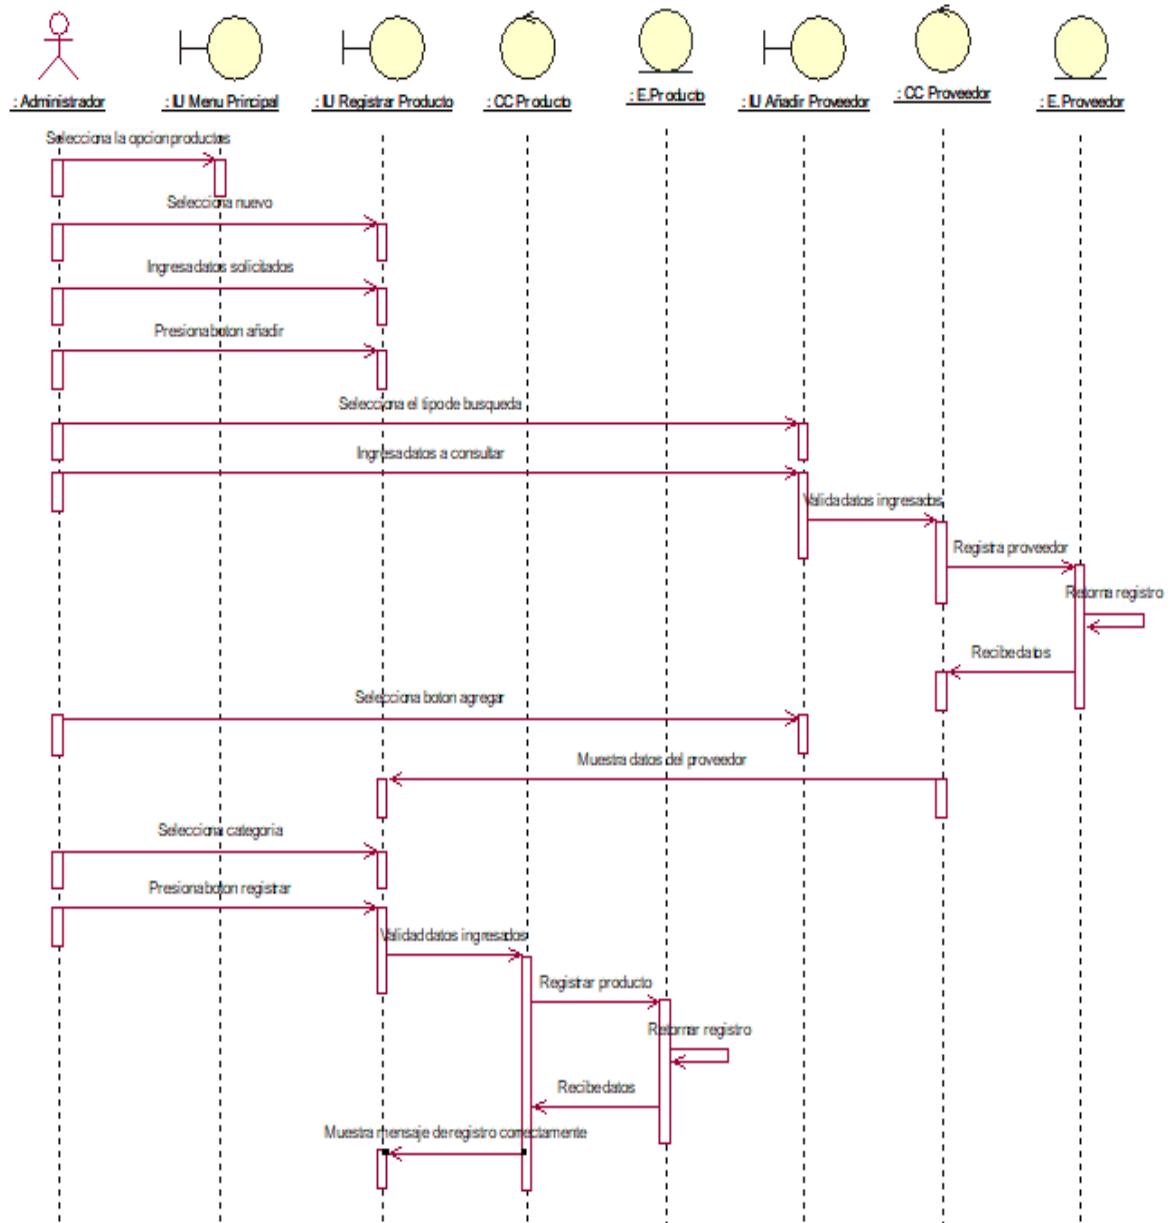 : Administrador
: IU Menu Principal
: IU Registrar Producto
: CC Producto
: E.Producto
: IU Añadir Proveedor
: CC Proveedor
: E.Proveedor
Selecciona la opcion productos
Selecciona nuevo
Ingresa datos solicitados
Presiona boton añadir
Selecciona el tipo de busqueda
Ingresa datos a consultar
Valida datos ingresados
Registra proveedor
Retorna registro
Recibe datos
Selecciona boton agregar
Muestra datos del proveedor
Selecciona categoria
Presiona boton registrar
Validad datos ingresados
Registrar producto
Retornar registro
Recibe datos
Muestra mensaje de registro correctamente